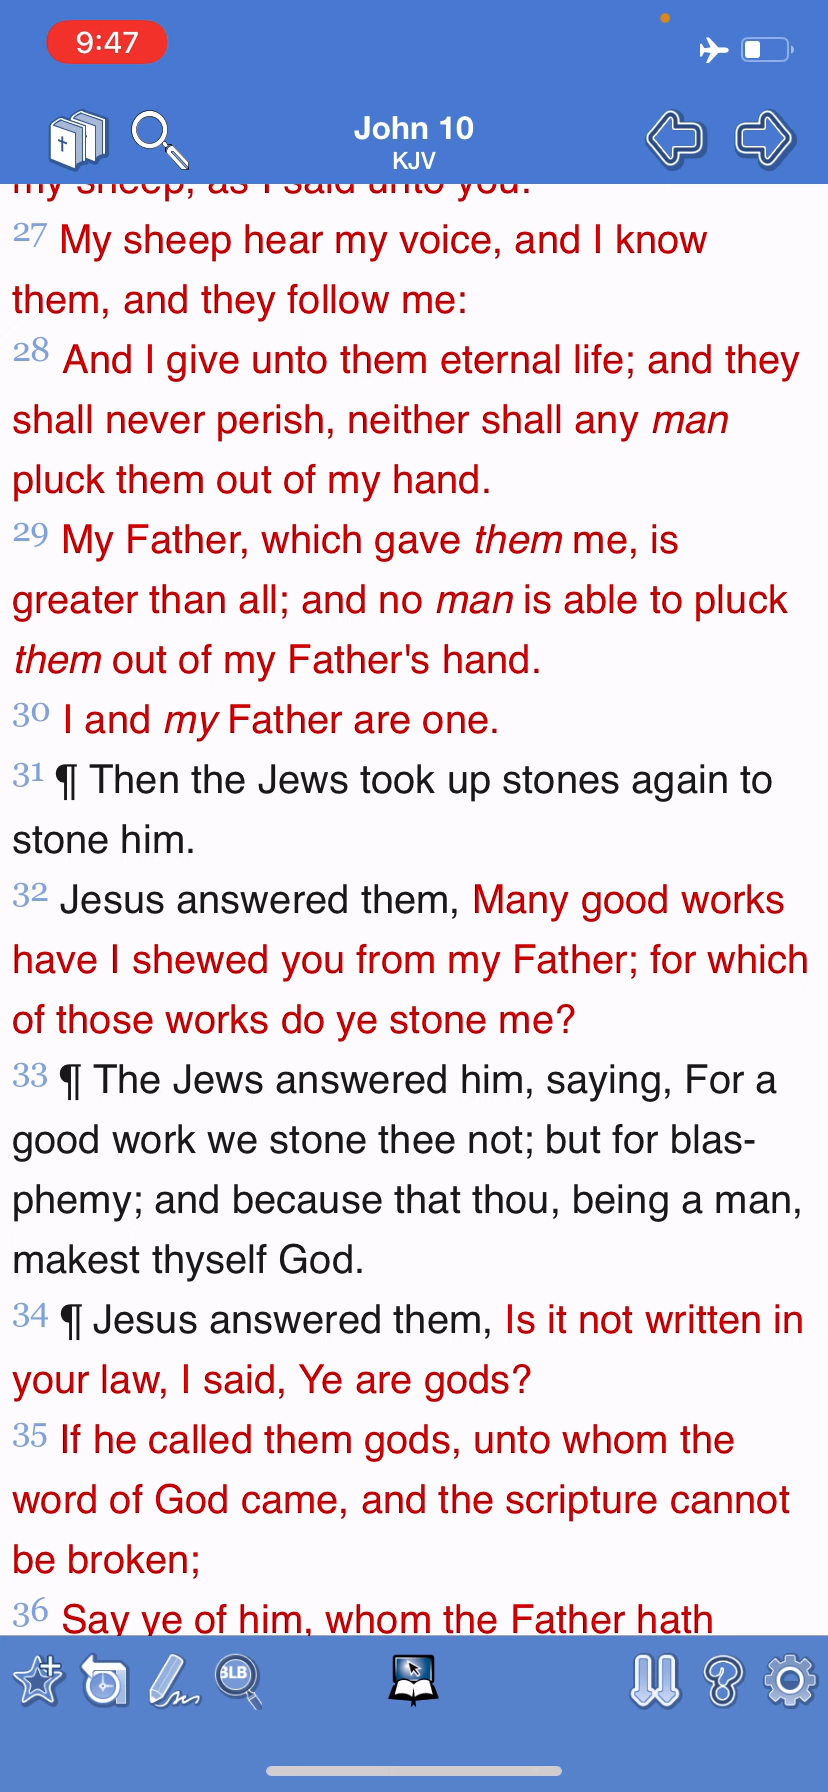 9:47
John 10
KJV
my sheep, as I said unto you.
27 My sheep hear my voice, and I know
them, and they follow me:
28 And I give unto them eternal life; and they
shall never perish, neither shall any man
pluck them out of my hand.
29 My Father, which gave them me, is
greater than all; and no man is able to pluck
them out of my Father's hand.
30 I and my Father are one.
31 ¶ Then the Jews took up stones again to
stone him.
32 Jesus answered them, Many good works
have I shewed you from my Father; for which
of those works do ye stone me?
33 ¶ The Jews answered him, saying, For a
good work we stone thee not; but for blas-
phemy; and because that thou, being a man,
makest thyself God.
34 ¶ Jesus answered them, Is it not written in
your law, I said, Ye are gods?
35 If he called them gods, unto whom the
word of God came, and the scripture cannot
be broken;
36 Say ye of him, whom the Father hath
BLB